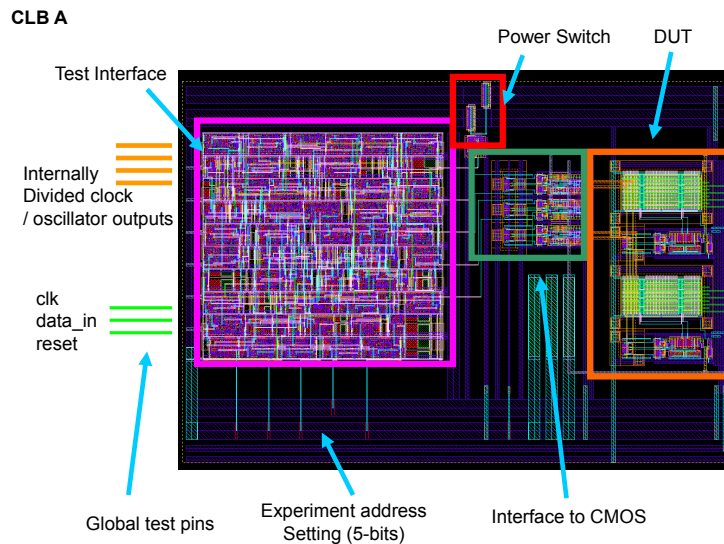 CLB A
Power Switch
DUT
Test Interface
Internally
Divided clock
/ oscillator outputs
clk
data_in
reset
Global test pins
Experiment address
Setting (5-bits)
Interface to CMOS